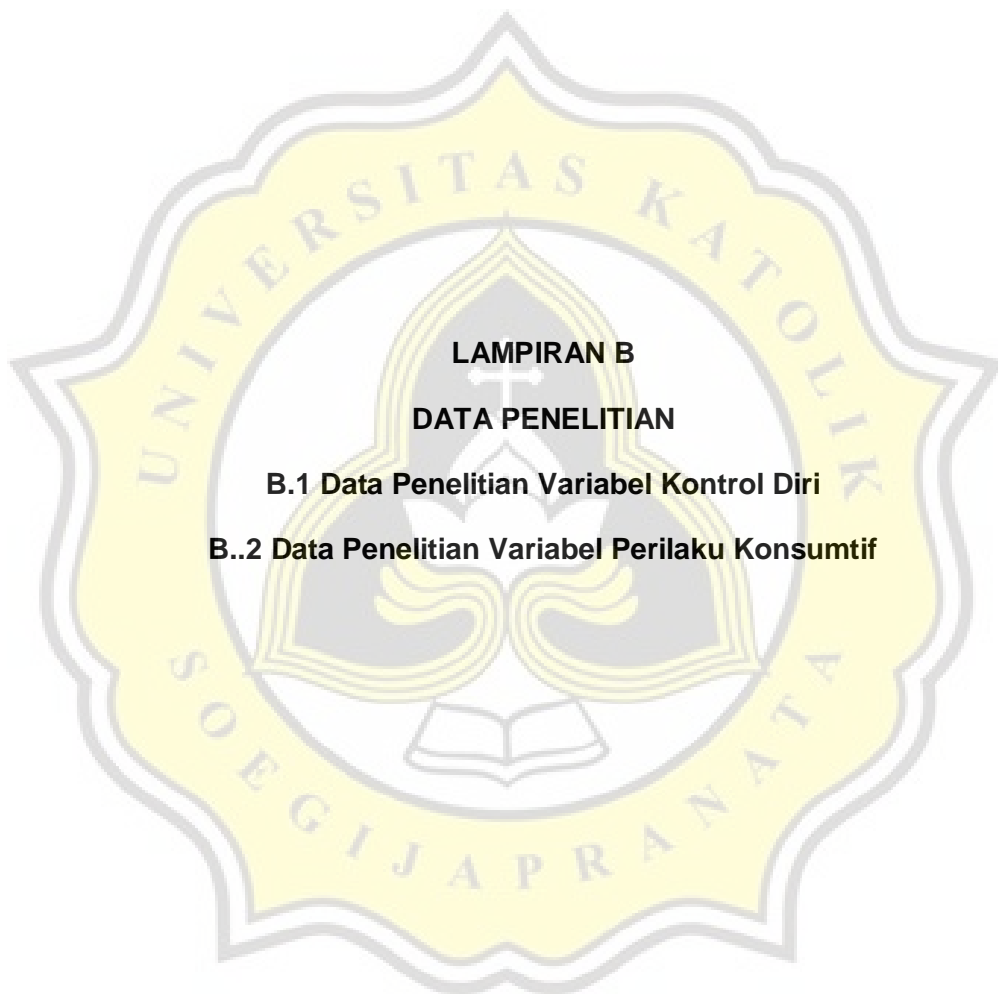 UNIVERSITAS KATOLIK
LAMPIRAN B
DATA PENELITIAN
B.1 Data Penelitian Variabel Kontrol Diri
B..2 Data Penelitian Variabel Perilaku Konsumtif
SOEGIJAPRANATA